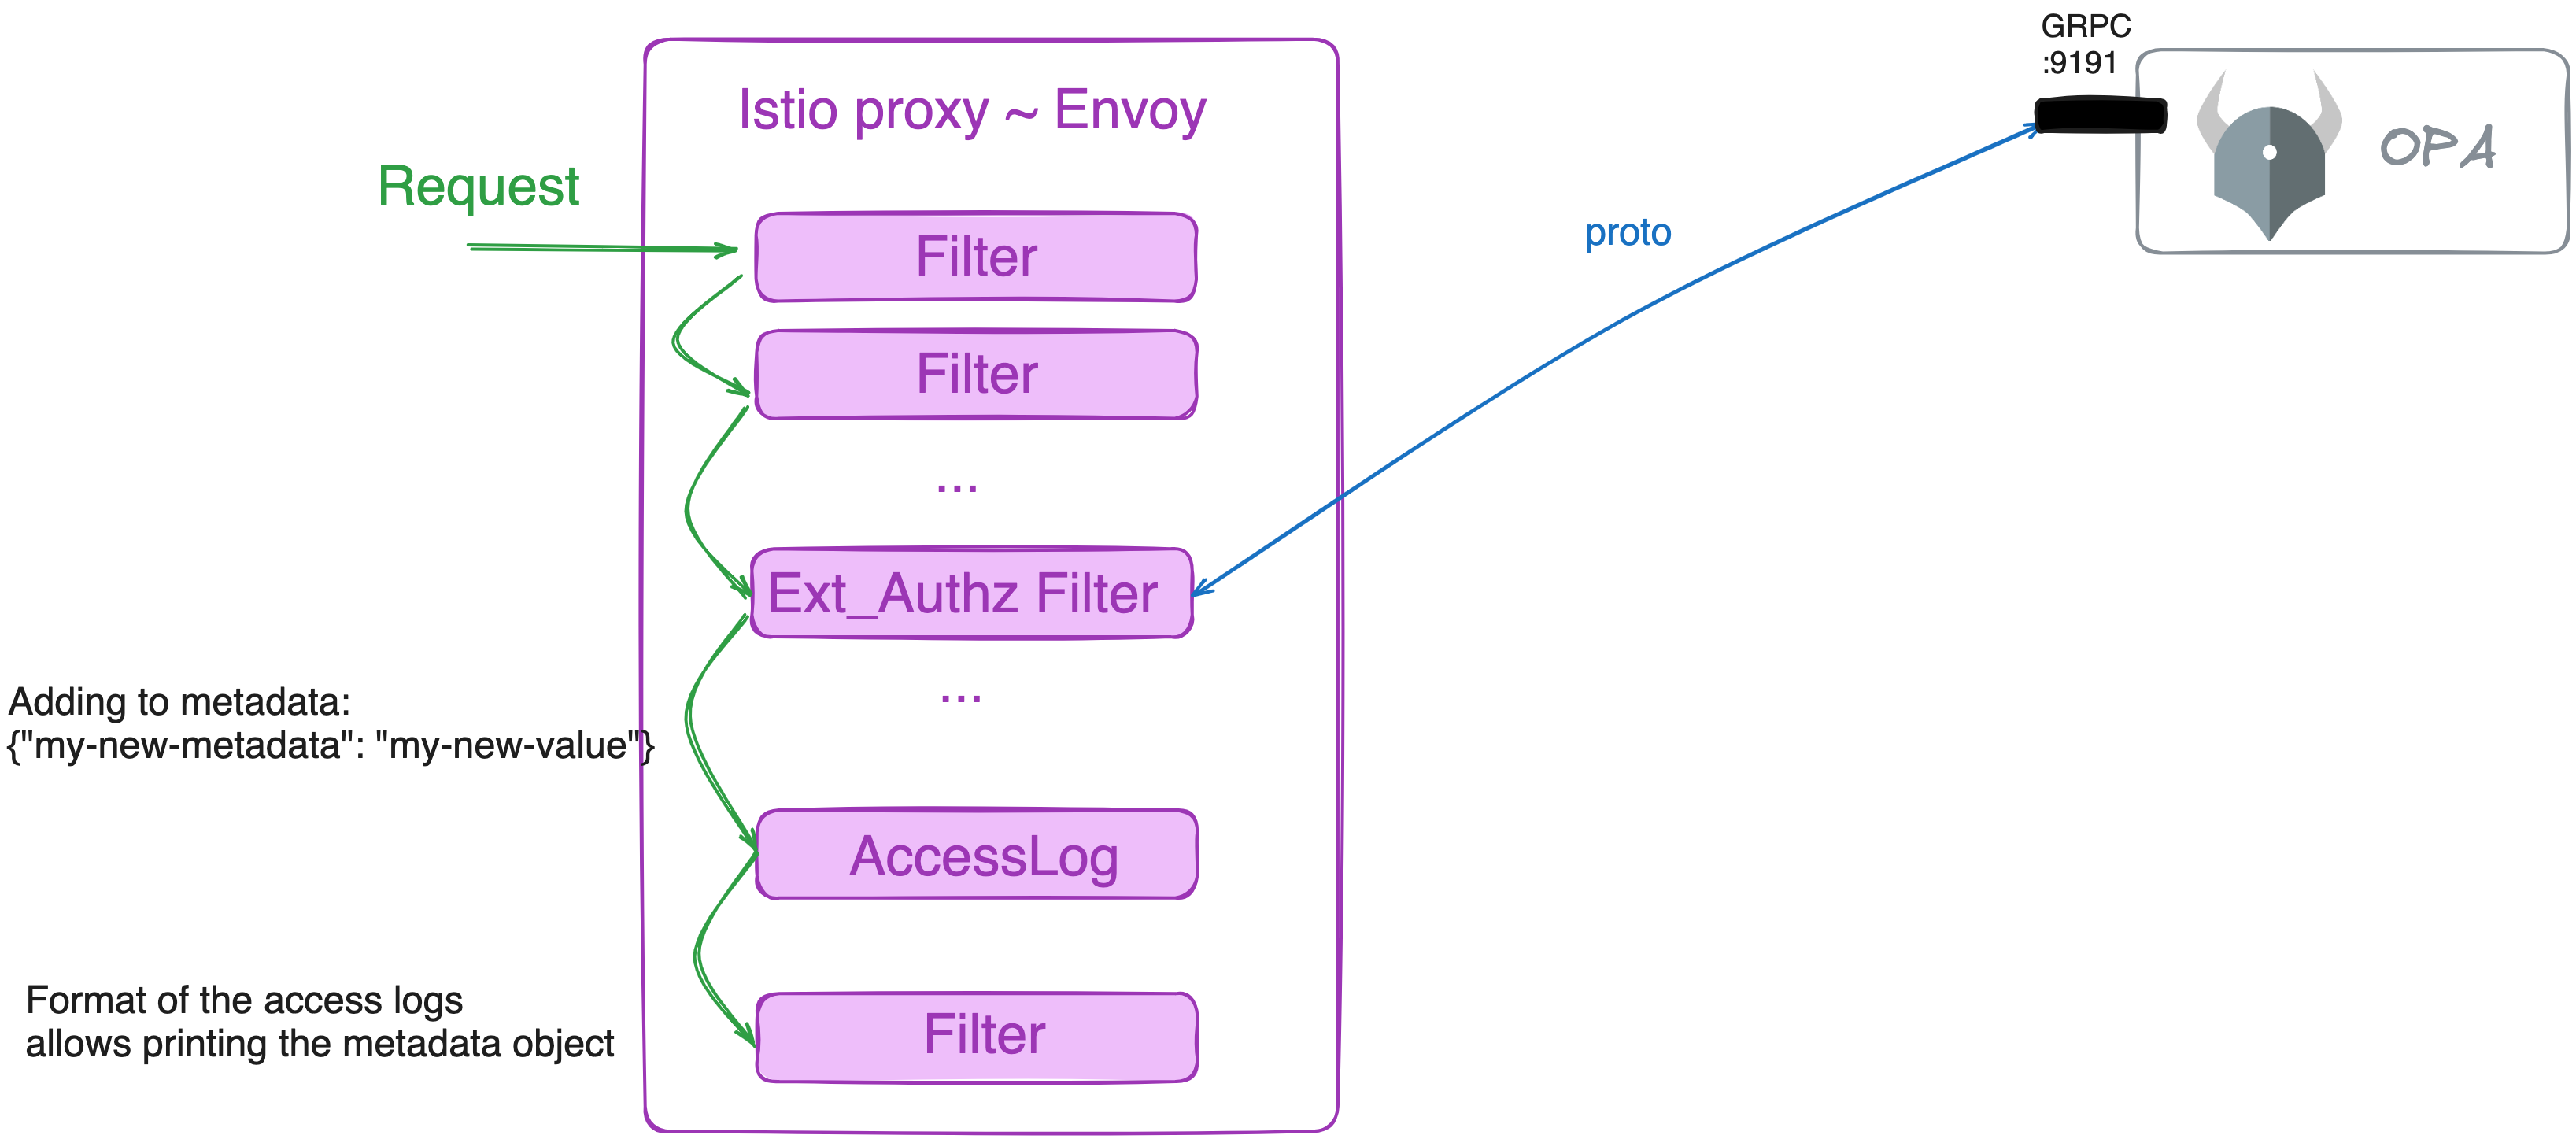 GRPC
:9191
OPA
Istio proxy ~ Envoy
Request
Filter
proto
Filter
...
Ext_Authz Filter
...
Adding to metadata:
{"my-new-metadata": "my-new-value"}
AccessLog
Format of the access logs
allows printing the metadata object
Filter